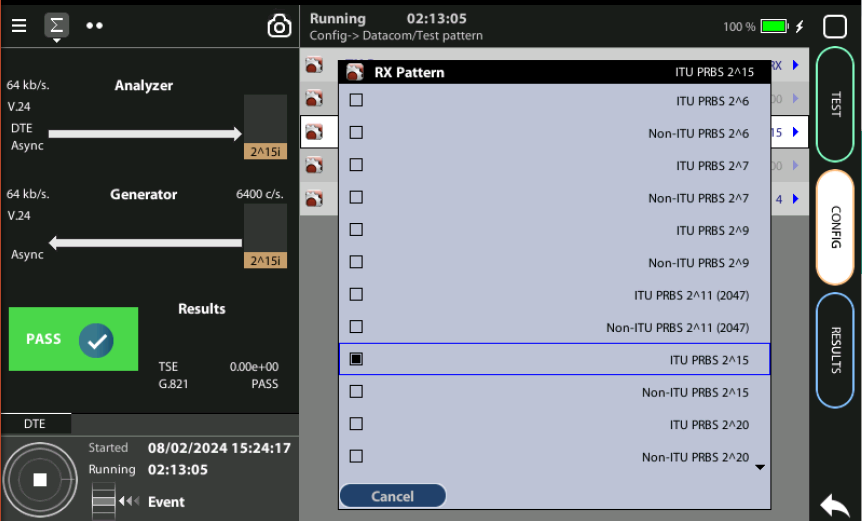 Running 02:13:05
Config-> Datacom/Test pattern
100 %
64 kb/s. Analyzer
V.24
DTE
Async
2^15i
64 kb/s. Generator 6400 c/s.
V.24
Async
2^15i
Results
PASS
TSE 0.00e+00
G.821 PASS
DTE
Started 08/02/2024 15:24:17
Running 02:13:05
Event
RX
00
15
00
4
RX Pattern ITU PRBS 2^15
ITU PRBS 2^6
Non-ITU PRBS 2^6
ITU PRBS 2^7
Non-ITU PRBS 2^7
ITU PRBS 2^9
Non-ITU PRBS 2^9
ITU PRBS 2^11 (2047)
Non-ITU PRBS 2^11 (2047)
ITU PRBS 2^15
Non-ITU PRBS 2^15
ITU PRBS 2^20
Non-ITU PRBS 2^20
Cancel
TEST
CONFIG
RESULTS